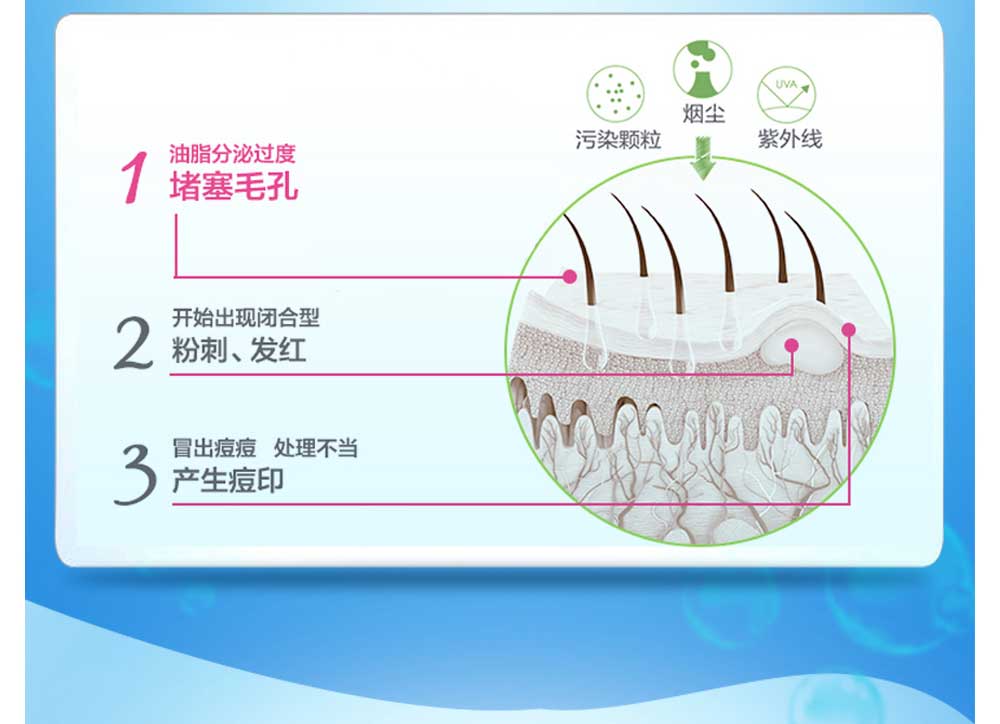 烟尘
污染颗粒
UVA
紫外线
1
油脂分泌过度
堵塞毛孔
2
开始出现闭合型
粉刺、发红
3
冒出痘痘 处理不当
产生痘印